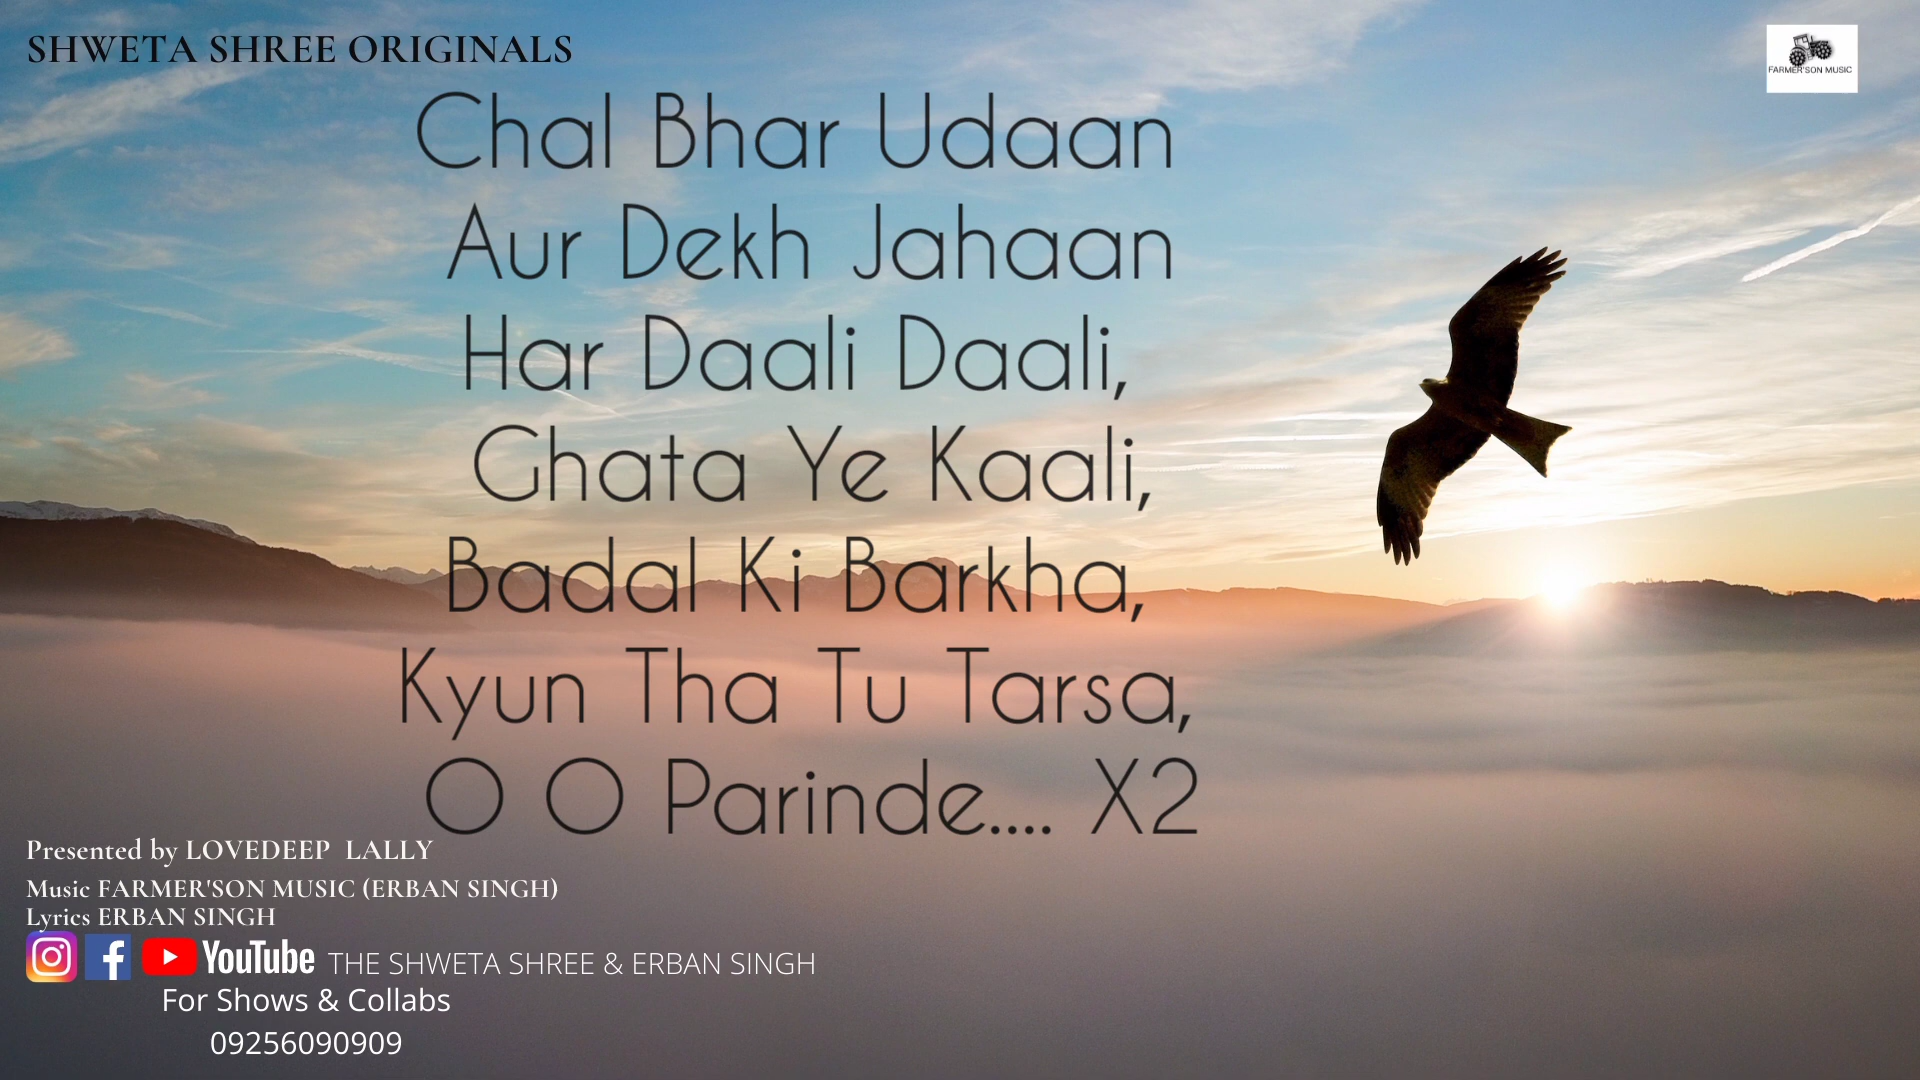 SHWETA SHREE ORIGINALS
FARMER'SON MUSIC
Chal Bhar Udaan
Aur Dekh Jahaan
Har Daali Daali,
Ghata Ye Kaali,
Badal Ki Barkha,
Kyun Tha Tu Tarsa,
O O Parinde.... X2
Presented by LOVEDEEP LALLY
Music FARMER'SON MUSIC (ERBAN SINGH)
Lyrics ERBAN SINGH
YouTube THE SHWETA SHREE & ERBAN SINGH
For Shows & Collabs
09256090909